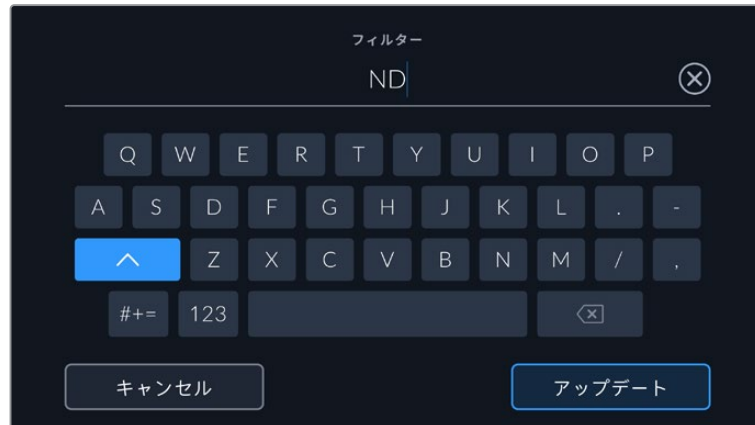 フィルター
ND
Q W E R T Y U I O P
A S D F G H J K L . -
Z X C V B N M / ,
#+= 123
キャンセル アップデート